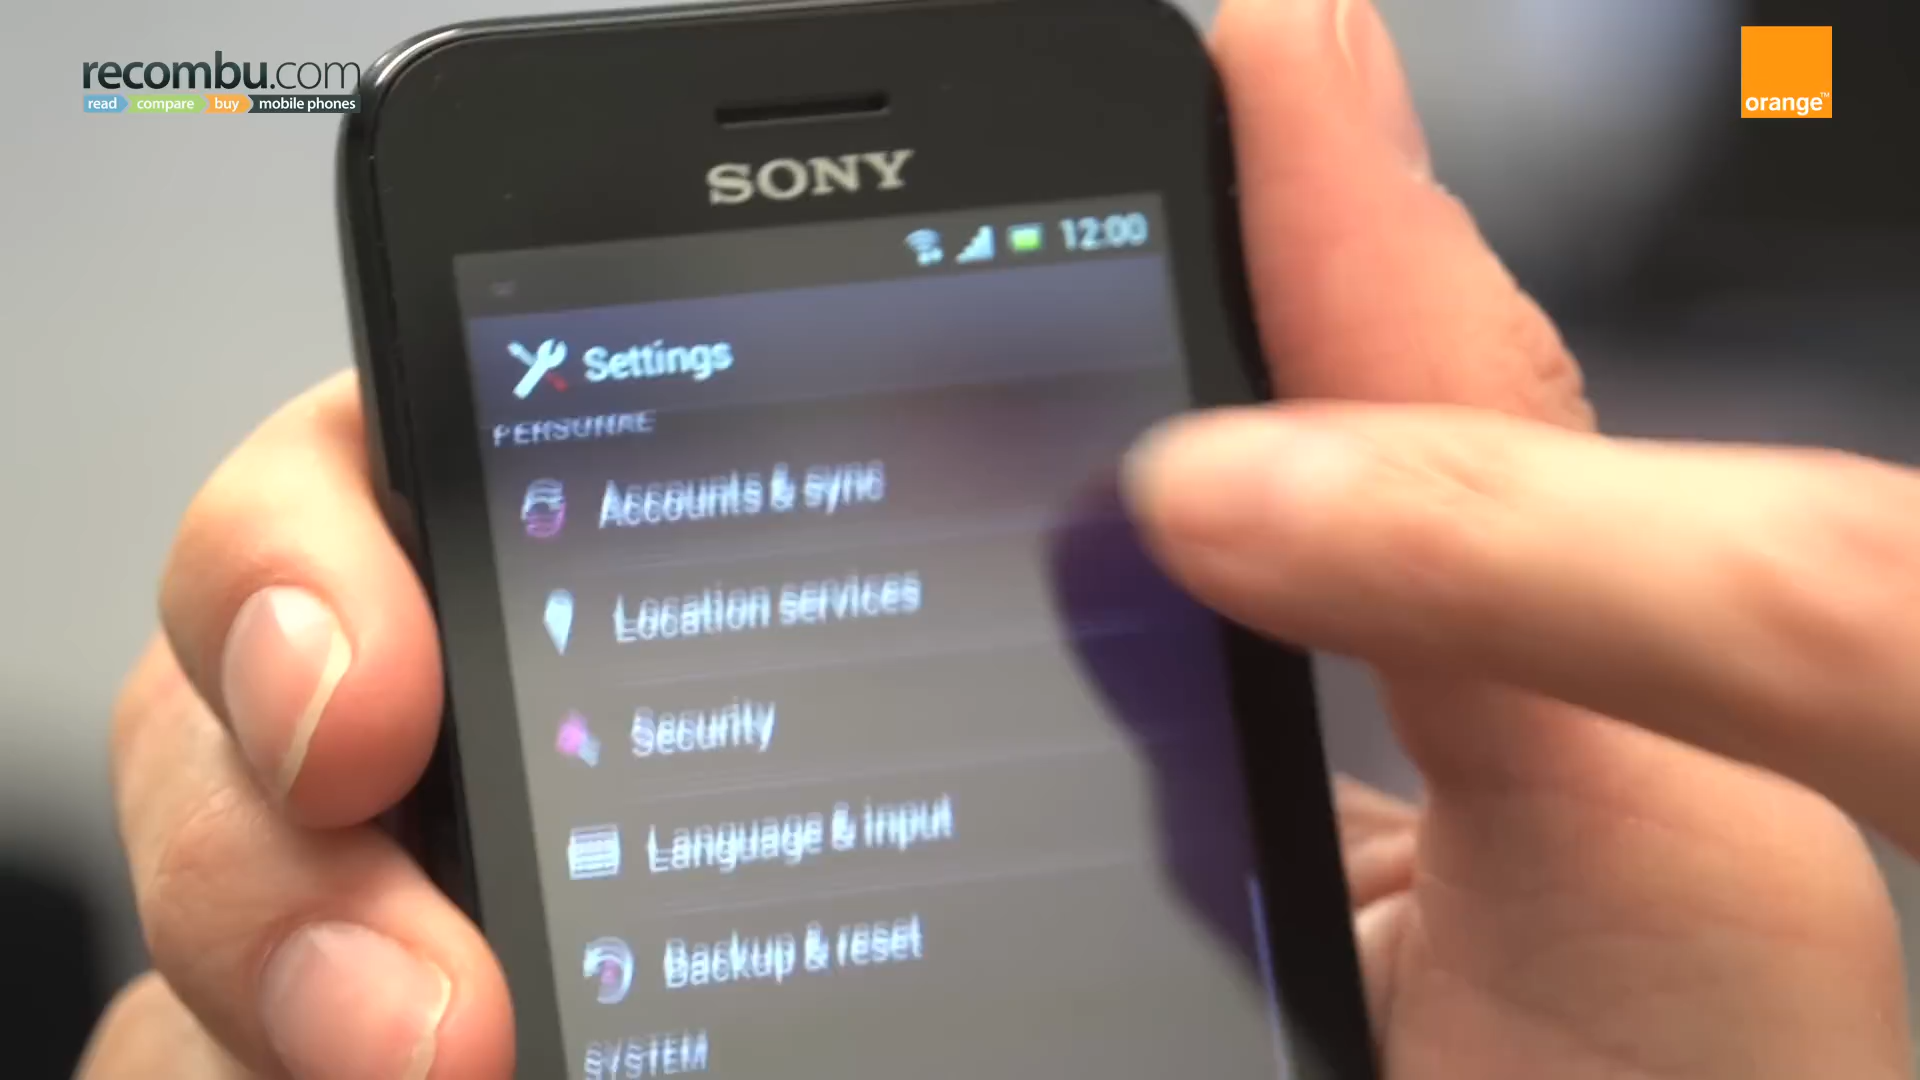 recombu.com
read compare buy mobile phones
orange™
SONY
12:00
Settings
PERSONAL
Accounts & sync
Location services
Security
Language & input
Backup & reset
SYSTEM